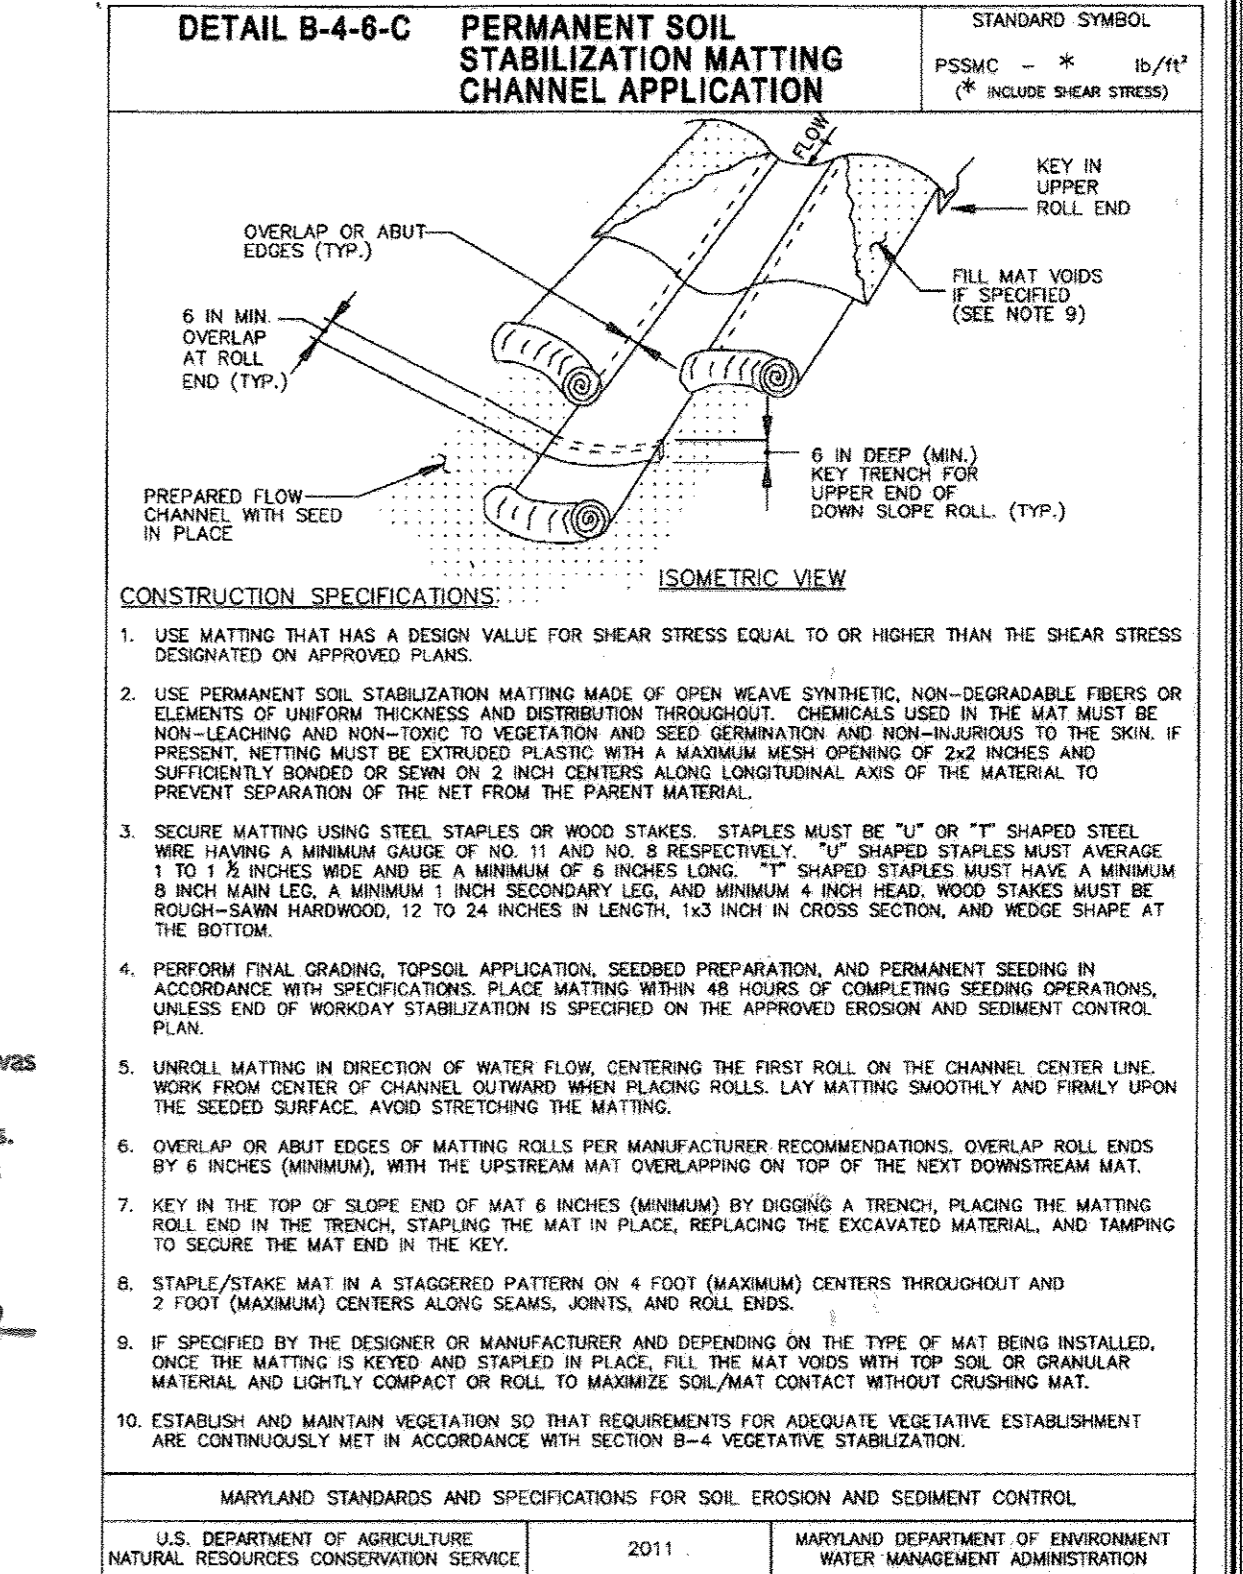 DETAIL B-4-6-C
PERMANENT SOIL
STABILIZATION MATTING
CHANNEL APPLICATION
STANDARD SYMBOL
PSSMC - * lb/ft²
(* INCLUDE SHEAR STRESS)
FLOW
KEY IN
UPPER
ROLL END
OVERLAP OR ABUT
EDGES (TYP.)
FILL MAT VOIDS
IF SPECIFIED
(SEE NOTE 9)
6 IN MIN.
OVERLAP
AT ROLL
END (TYP.)
6 IN DEEP (MIN.)
KEY TRENCH FOR
UPPER END OF
DOWN SLOPE ROLL. (TYP.)
PREPARED FLOW
CHANNEL WITH SEED
IN PLACE
ISOMETRIC VIEW
CONSTRUCTION SPECIFICATIONS:
1. USE MATTING THAT HAS A DESIGN VALUE FOR SHEAR STRESS EQUAL TO OR HIGHER THAN THE SHEAR STRESS
DESIGNATED ON APPROVED PLANS.
2. USE PERMANENT SOIL STABILIZATION MATTING MADE OF OPEN WEAVE SYNTHETIC, NON-DEGRADABLE FIBERS OR
ELEMENTS OF UNIFORM THICKNESS AND DISTRIBUTION THROUGHOUT. CHEMICALS USED IN THE MAT MUST BE
NON-LEACHING AND NON-TOXIC TO VEGETATION AND SEED GERMINATION AND NON-INJURIOUS TO THE SKIN. IF
PRESENT, NETTING MUST BE EXTRUDED PLASTIC WITH A MAXIMUM MESH OPENING OF 2x2 INCHES AND
SUFFICIENTLY BONDED OR SEWN ON 2 INCH CENTERS ALONG LONGITUDINAL AXIS OF THE MATERIAL TO
PREVENT SEPARATION OF THE NET FROM THE PARENT MATERIAL.
3. SECURE MATTING USING STEEL STAPLES OR WOOD STAKES. STAPLES MUST BE "U" OR "T" SHAPED STEEL
WIRE HAVING A MINIMUM GAUGE OF NO. 11 AND NO. 8 RESPECTIVELY. "U" SHAPED STAPLES MUST AVERAGE
1 TO 1 ½ INCHES WIDE AND BE A MINIMUM OF 6 INCHES LONG. "T" SHAPED STAPLES MUST HAVE A MINIMUM
8 INCH MAIN LEG, A MINIMUM 1 INCH SECONDARY LEG, AND MINIMUM 4 INCH HEAD. WOOD STAKES MUST BE
ROUGH-SAWN HARDWOOD, 12 TO 24 INCHES IN LENGTH, 1x3 INCH IN CROSS SECTION, AND WEDGE SHAPE AT
THE BOTTOM.
4. PERFORM FINAL GRADING, TOPSOIL APPLICATION, SEEDBED PREPARATION, AND PERMANENT SEEDING IN
ACCORDANCE WITH SPECIFICATIONS. PLACE MATTING WITHIN 48 HOURS OF COMPLETING SEEDING OPERATIONS,
UNLESS END OF WORKDAY STABILIZATION IS SPECIFIED ON THE APPROVED EROSION AND SEDIMENT CONTROL
PLAN.
5. UNROLL MATTING IN DIRECTION OF WATER FLOW, CENTERING THE FIRST ROLL ON THE CHANNEL CENTER LINE.
WORK FROM CENTER OF CHANNEL OUTWARD WHEN PLACING ROLLS. LAY MATTING SMOOTHLY AND FIRMLY UPON
THE SEEDED SURFACE. AVOID STRETCHING THE MATTING.
6. OVERLAP OR ABUT EDGES OF MATTING ROLLS PER MANUFACTURER RECOMMENDATIONS. OVERLAP ROLL ENDS
BY 6 INCHES (MINIMUM), WITH THE UPSTREAM MAT OVERLAPPING ON TOP OF THE NEXT DOWNSTREAM MAT.
7. KEY IN THE TOP OF SLOPE END OF MAT 6 INCHES (MINIMUM) BY DIGGING A TRENCH, PLACING THE MATTING
ROLL END IN THE TRENCH, STAPLING THE MAT IN PLACE, REPLACING THE EXCAVATED MATERIAL, AND TAMPING
TO SECURE THE MAT END IN THE KEY.
8. STAPLE/STAKE MAT IN A STAGGERED PATTERN ON 4 FOOT (MAXIMUM) CENTERS THROUGHOUT AND
2 FOOT (MAXIMUM) CENTERS ALONG SEAMS, JOINTS, AND ROLL ENDS.
9. IF SPECIFIED BY THE DESIGNER OR MANUFACTURER AND DEPENDING ON THE TYPE OF MAT BEING INSTALLED,
ONCE THE MATTING IS KEYED AND STAPLED IN PLACE, FILL THE MAT VOIDS WITH TOP SOIL OR GRANULAR
MATERIAL AND LIGHTLY COMPACT OR ROLL TO MAXIMIZE SOIL/MAT CONTACT WITHOUT CRUSHING MAT.
10. ESTABLISH AND MAINTAIN VEGETATION SO THAT REQUIREMENTS FOR ADEQUATE VEGETATIVE ESTABLISHMENT
ARE CONTINUOUSLY MET IN ACCORDANCE WITH SECTION B-4 VEGETATIVE STABILIZATION.
MARYLAND STANDARDS AND SPECIFICATIONS FOR SOIL EROSION AND SEDIMENT CONTROL
U.S. DEPARTMENT OF AGRICULTURE
NATURAL RESOURCES CONSERVATION SERVICE
2011
MARYLAND DEPARTMENT OF ENVIRONMENT
WATER MANAGEMENT ADMINISTRATION